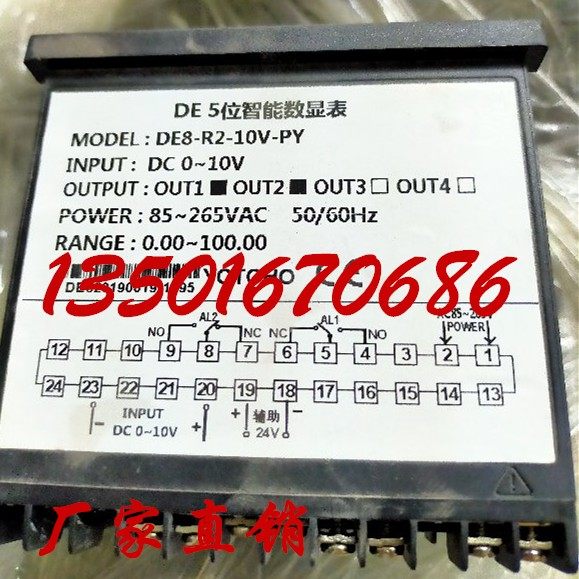 DE 5位智能数显表
MODEL : DE8-R2-10V-PY
INPUT : DC 0~10V
OUTPUT : OUT1 ■ OUT2 ■ OUT3 □ OUT4 □
POWER : 85~265VAC 50/60Hz
RANGE : 0.00~100.00
13501670686
AL2 AL1 AC85~265V
NO NC NC NO POWER
12 11 10 9 8 7 6 5 4 3 2 1
24 23 22 21 20 19 18 17 16 15 14 13
INPUT
DC 0~10V
- + + 辅助 -
24V
厂家直销